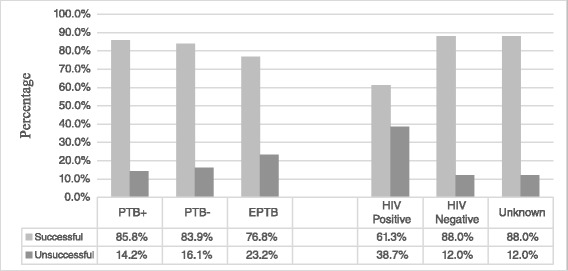 100.0%
90.0%
80.0%
70.0%
60.0%
50.0%
40.0%
30.0%
20.0%
10.0%
0.0%
Percentage
PTB+ PTB- EPTB HIV Positive HIV Negative Unknown
Successful 85.8% 83.9% 76.8% 61.3% 88.0% 88.0%
Unsuccessful 14.2% 16.1% 23.2% 38.7% 12.0% 12.0%